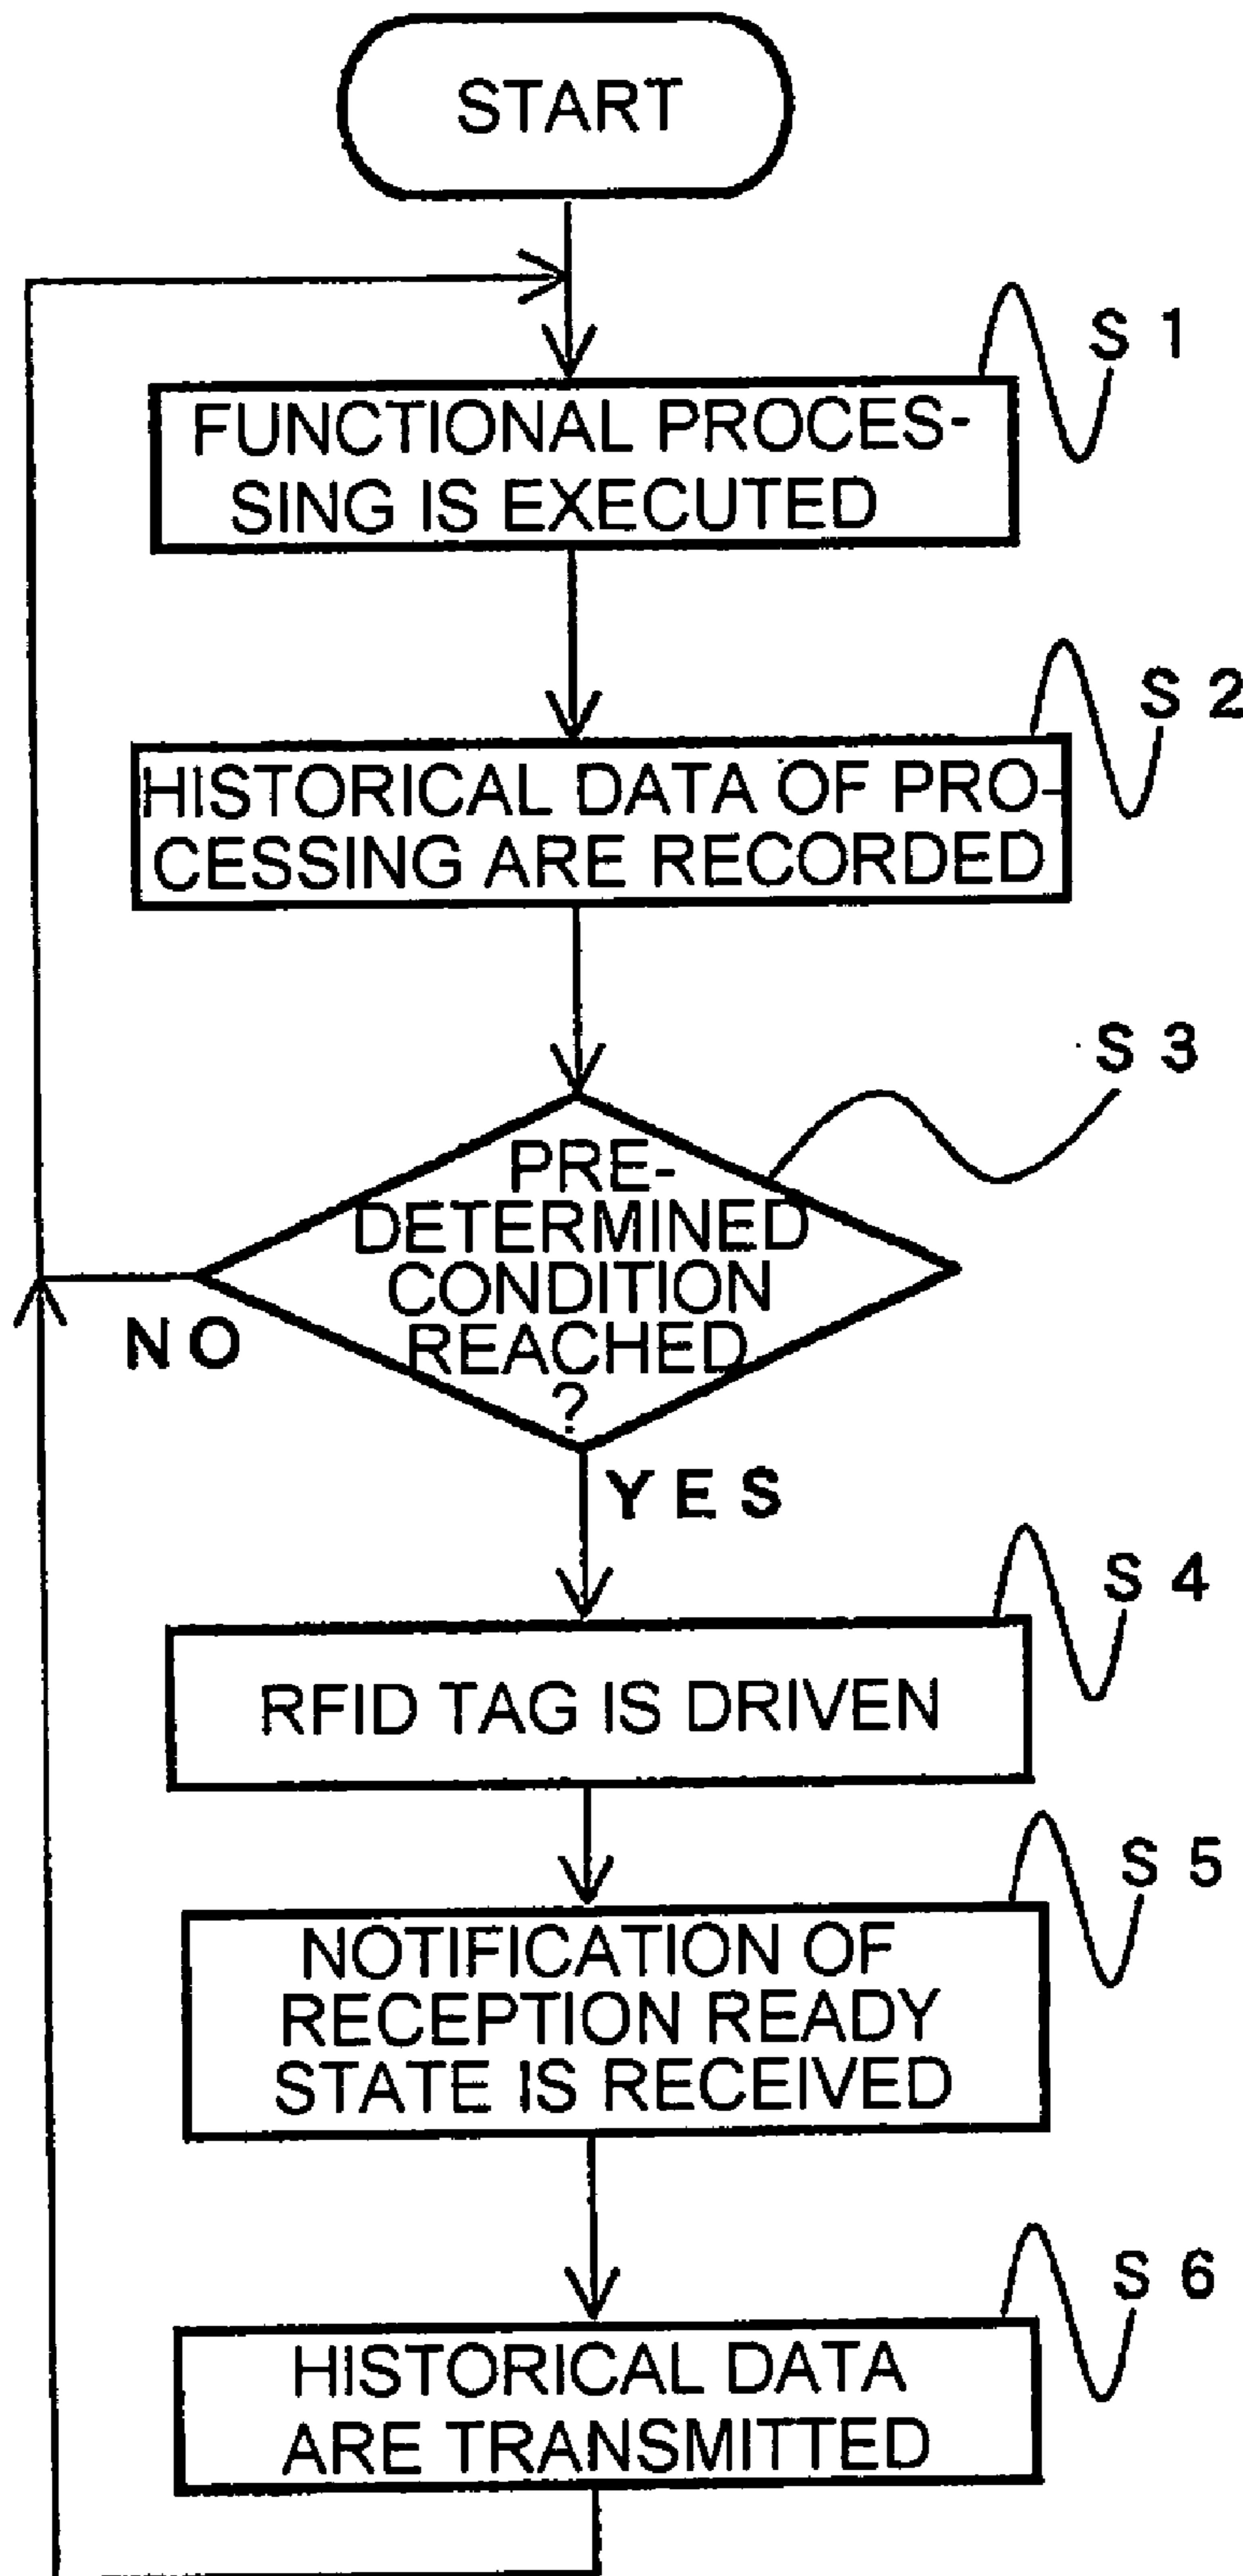 START
S 1
FUNCTIONAL PROCES-
SING IS EXECUTED
S 2
HISTORICAL DATA OF PRO-
CESSING ARE RECORDED
S 3
PRE-
DETERMINED
CONDITION
REACHED
?
NO
YES
S 4
RFID TAG IS DRIVEN
S 5
NOTIFICATION OF
RECEPTION READY
STATE IS RECEIVED
S 6
HISTORICAL DATA
ARE TRANSMITTED